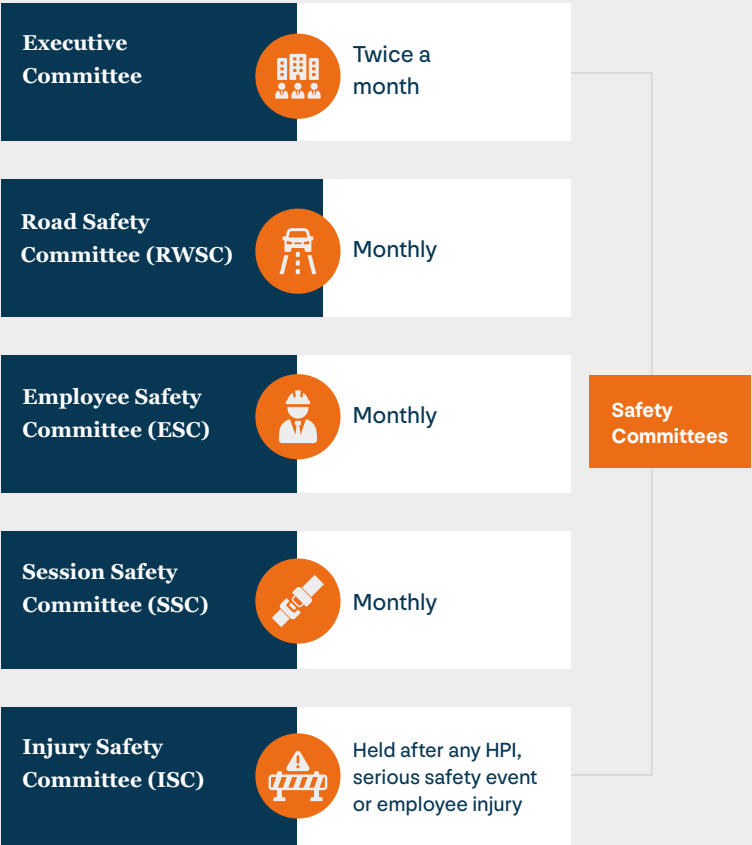 Executive
Committee
Twice a
month
Road Safety
Committee (RWSC)
Monthly
Employee Safety
Committee (ESC)
Monthly
Safety
Committees
Session Safety
Committee (SSC)
Monthly
Injury Safety
Committee (ISC)
Held after any HPI,
serious safety event
or employee injury